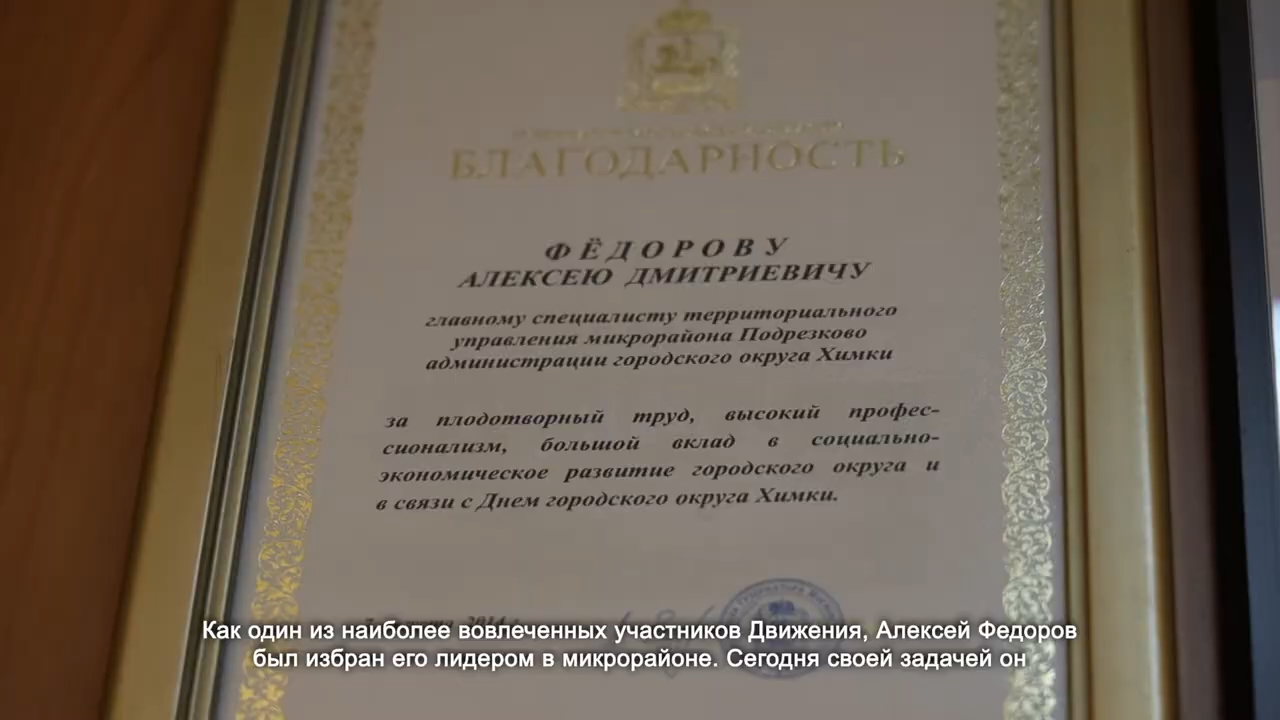 БЛАГОДАРНОСТЬ
ФЁДОРОВУ
АЛЕКСЕЮ ДМИТРИЕВИЧУ
главному специалисту территориального
управления микрорайона Подрезково
администрации городского округа Химки
за плодотворный труд, высокий профес-
сионализм, большой вклад в социально-
экономическое развитие городского округа и
в связи с Днем городского округа Химки.
Как один из наиболее вовлеченных участников Движения, Алексей Федоров
был избран его лидером в микрорайоне. Сегодня своей задачей он